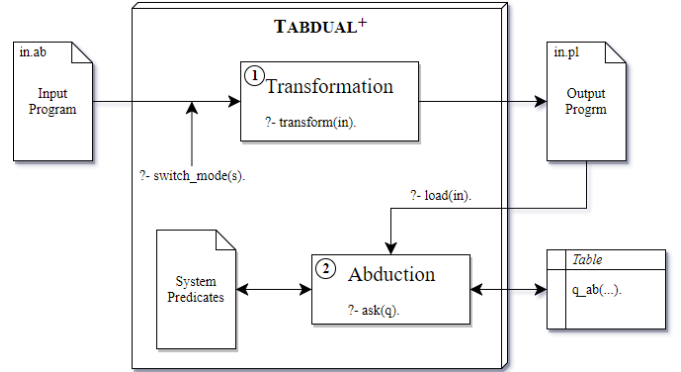 TABDUAL+
in.ab
Input
Program
1
Transformation
?- transform(in).
in.pl
Output
Progrm
?- switch_mode(s).
?- load(in).
System
Predicates
2
Abduction
?- ask(q).
Table
q_ab(...).